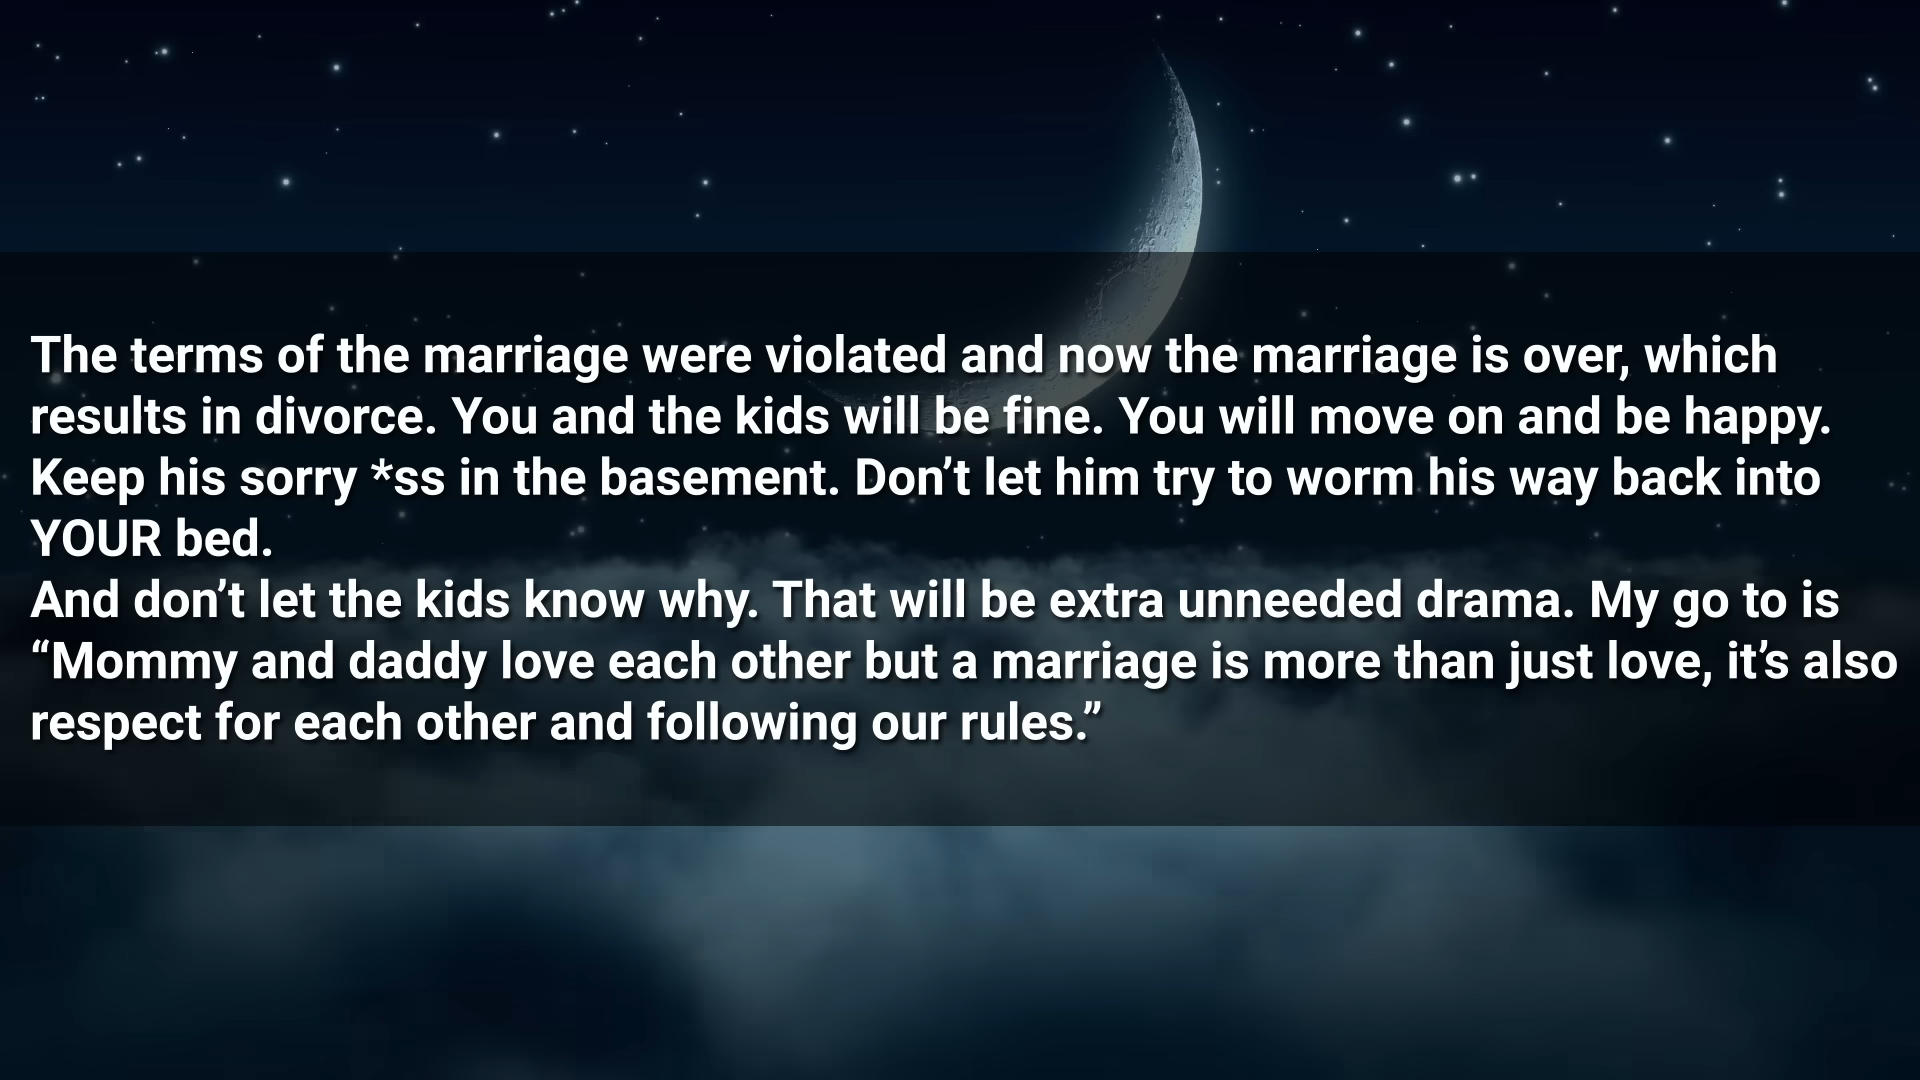 The terms of the marriage were violated and now the marriage is over, which
results in divorce. You and the kids will be fine. You will move on and be happy.
Keep his sorry *ss in the basement. Don’t let him try to worm his way back into
YOUR bed.
And don’t let the kids know why. That will be extra unneeded drama. My go to is
“Mommy and daddy love each other but a marriage is more than just love, it’s also
respect for each other and following our rules.”